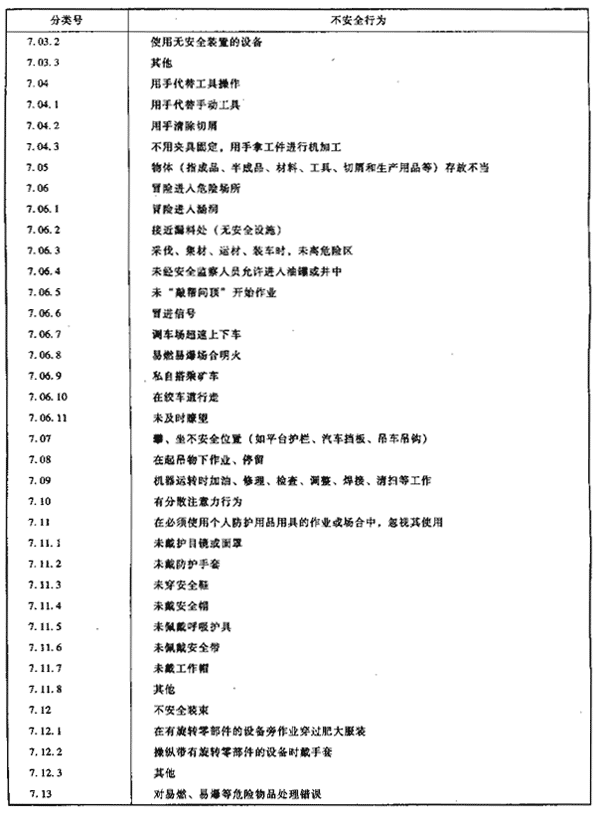 分类号 不安全行为
7.03.2 使用无安全装置的设备
7.03.3 其他
7.04 用手代替工具操作
7.04.1 用手代替手动工具
7.04.2 用手清除切屑
7.04.3 不用夹具固定，用手拿工件进行机加工
7.05 物体（指成品、半成品、材料、工具、切屑和生产用品等）存放不当
7.06 冒险进入危险场所
7.06.1 冒险进入涵洞
7.06.2 接近漏料处（无安全设施）
7.06.3 采伐、集材、运材、装车时，未离危险区
7.06.4 未经安全监察人员允许进入油罐或井中
7.06.5 未“敲帮问顶”开始作业
7.06.6 冒进信号
7.06.7 调车场超速上下车
7.06.8 易燃易爆场合明火
7.06.9 私自搭乘矿车
7.06.10 在绞车道行走
7.06.11 未及时瞭望
7.07 攀、坐不安全位置（如平台护栏、汽车挡板、吊车吊钩）
7.08 在起吊物下作业、停留
7.09 机器运转时加油、修理、检查、调整、焊接、清扫等工作
7.10 有分散注意力行为
7.11 在必须使用个人防护用品用具的作业或场合中，忽视其使用
7.11.1 未戴护目镜或面罩
7.11.2 未戴防护手套
7.11.3 未穿安全鞋
7.11.4 未戴安全帽
7.11.5 未佩戴呼吸护具
7.11.6 未佩戴安全带
7.11.7 未戴工作帽
7.11.8 其他
7.12 不安全装束
7.12.1 在有旋转零部件的设备旁作业穿过肥大服装
7.12.2 操纵带有旋转零部件的设备时戴手套
7.12.3 其他
7.13 对易燃、易爆等危险物品处理错误